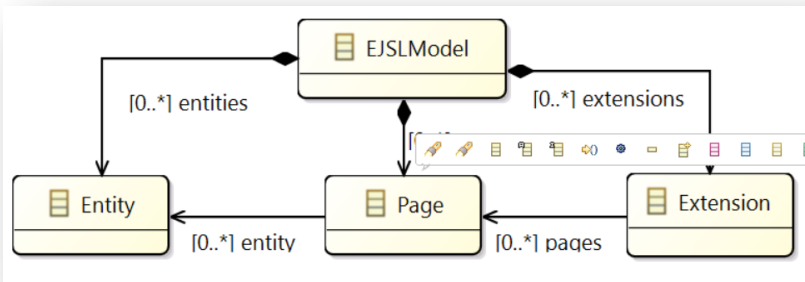 EJSLModel
[0..*] entities
[0..*] extensions
Entity
Page
Extension
[0..*] entity
[0..*] pages